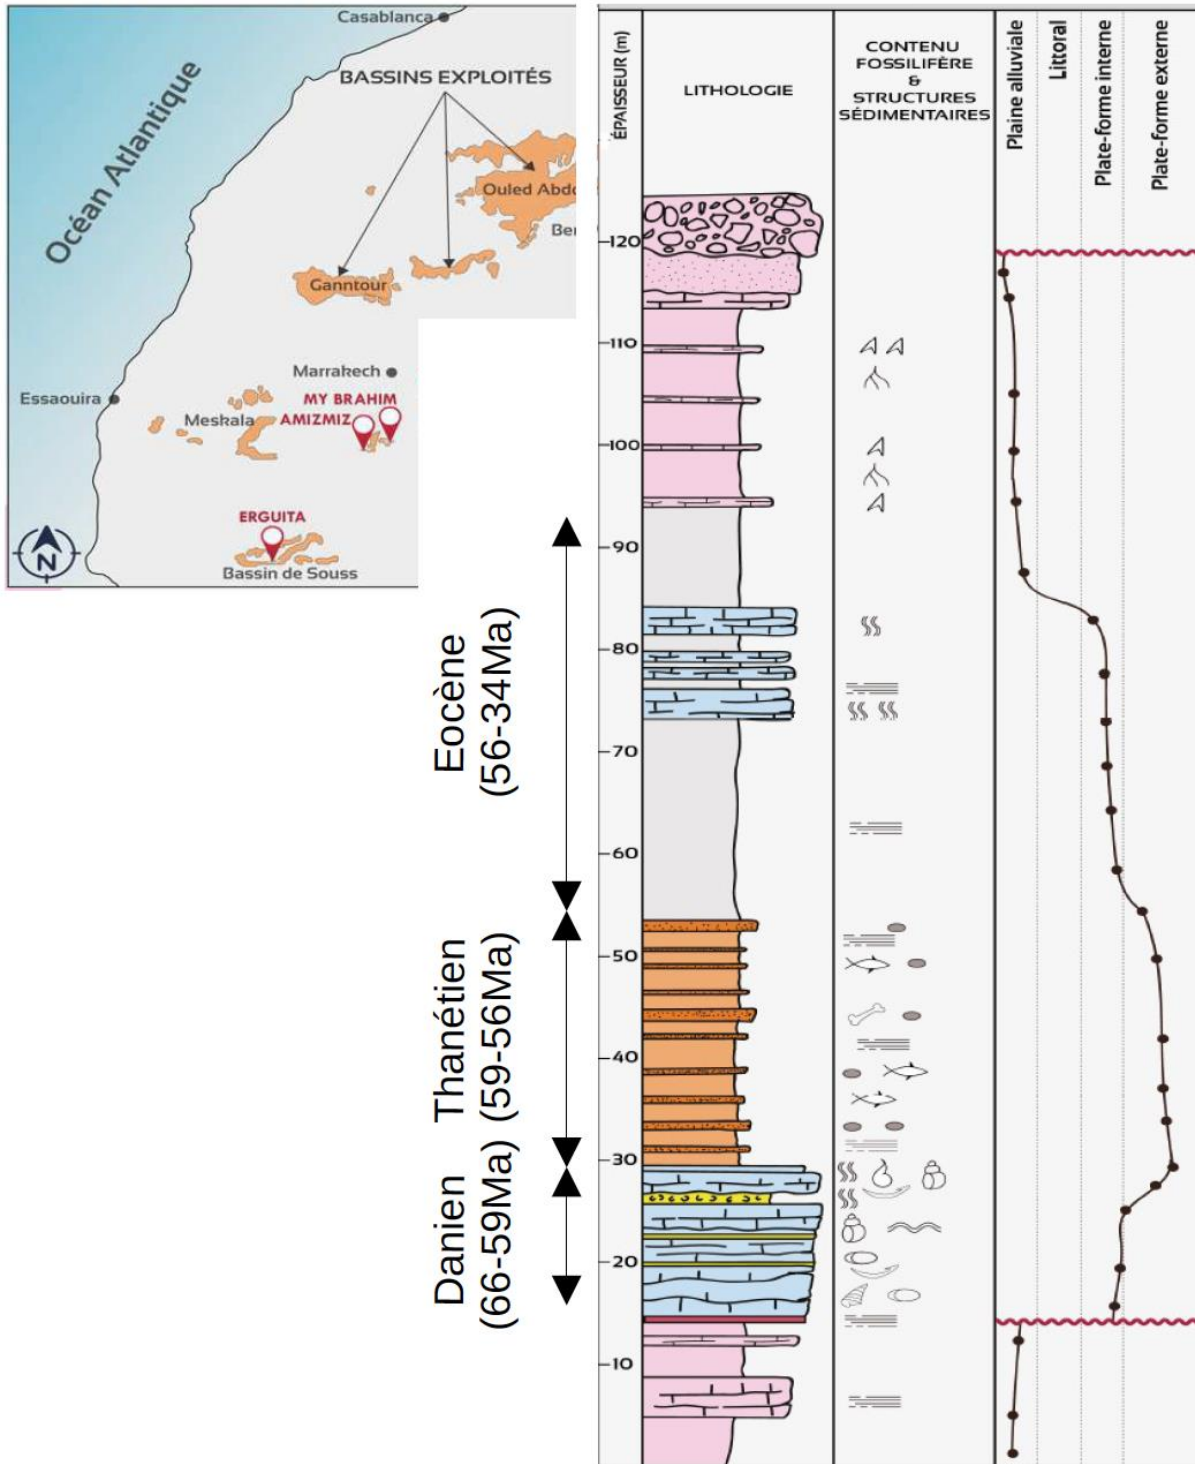 Casablanca
BASSINS EXPLOITÉS
Océan Atlantique
Ouled Abdo
Ber
Ganntour
Marrakech
Essaouira
MY BRAHIM
Meskala
AMIZMIZ
ERGUITA
N
Bassin de Souss
ÉPAISSEUR (m)
LITHOLOGIE
CONTENU
FOSSILIFÈRE
&
STRUCTURES
SÉDIMENTAIRES
Plaine alluviale
Littoral
Plate-forme interne
Plate-forme externe
120
110
100
90
80
70
60
50
40
30
20
10
Eocène
(56-34Ma)
Thanétien
(59-56Ma)
Danien
(66-59Ma)